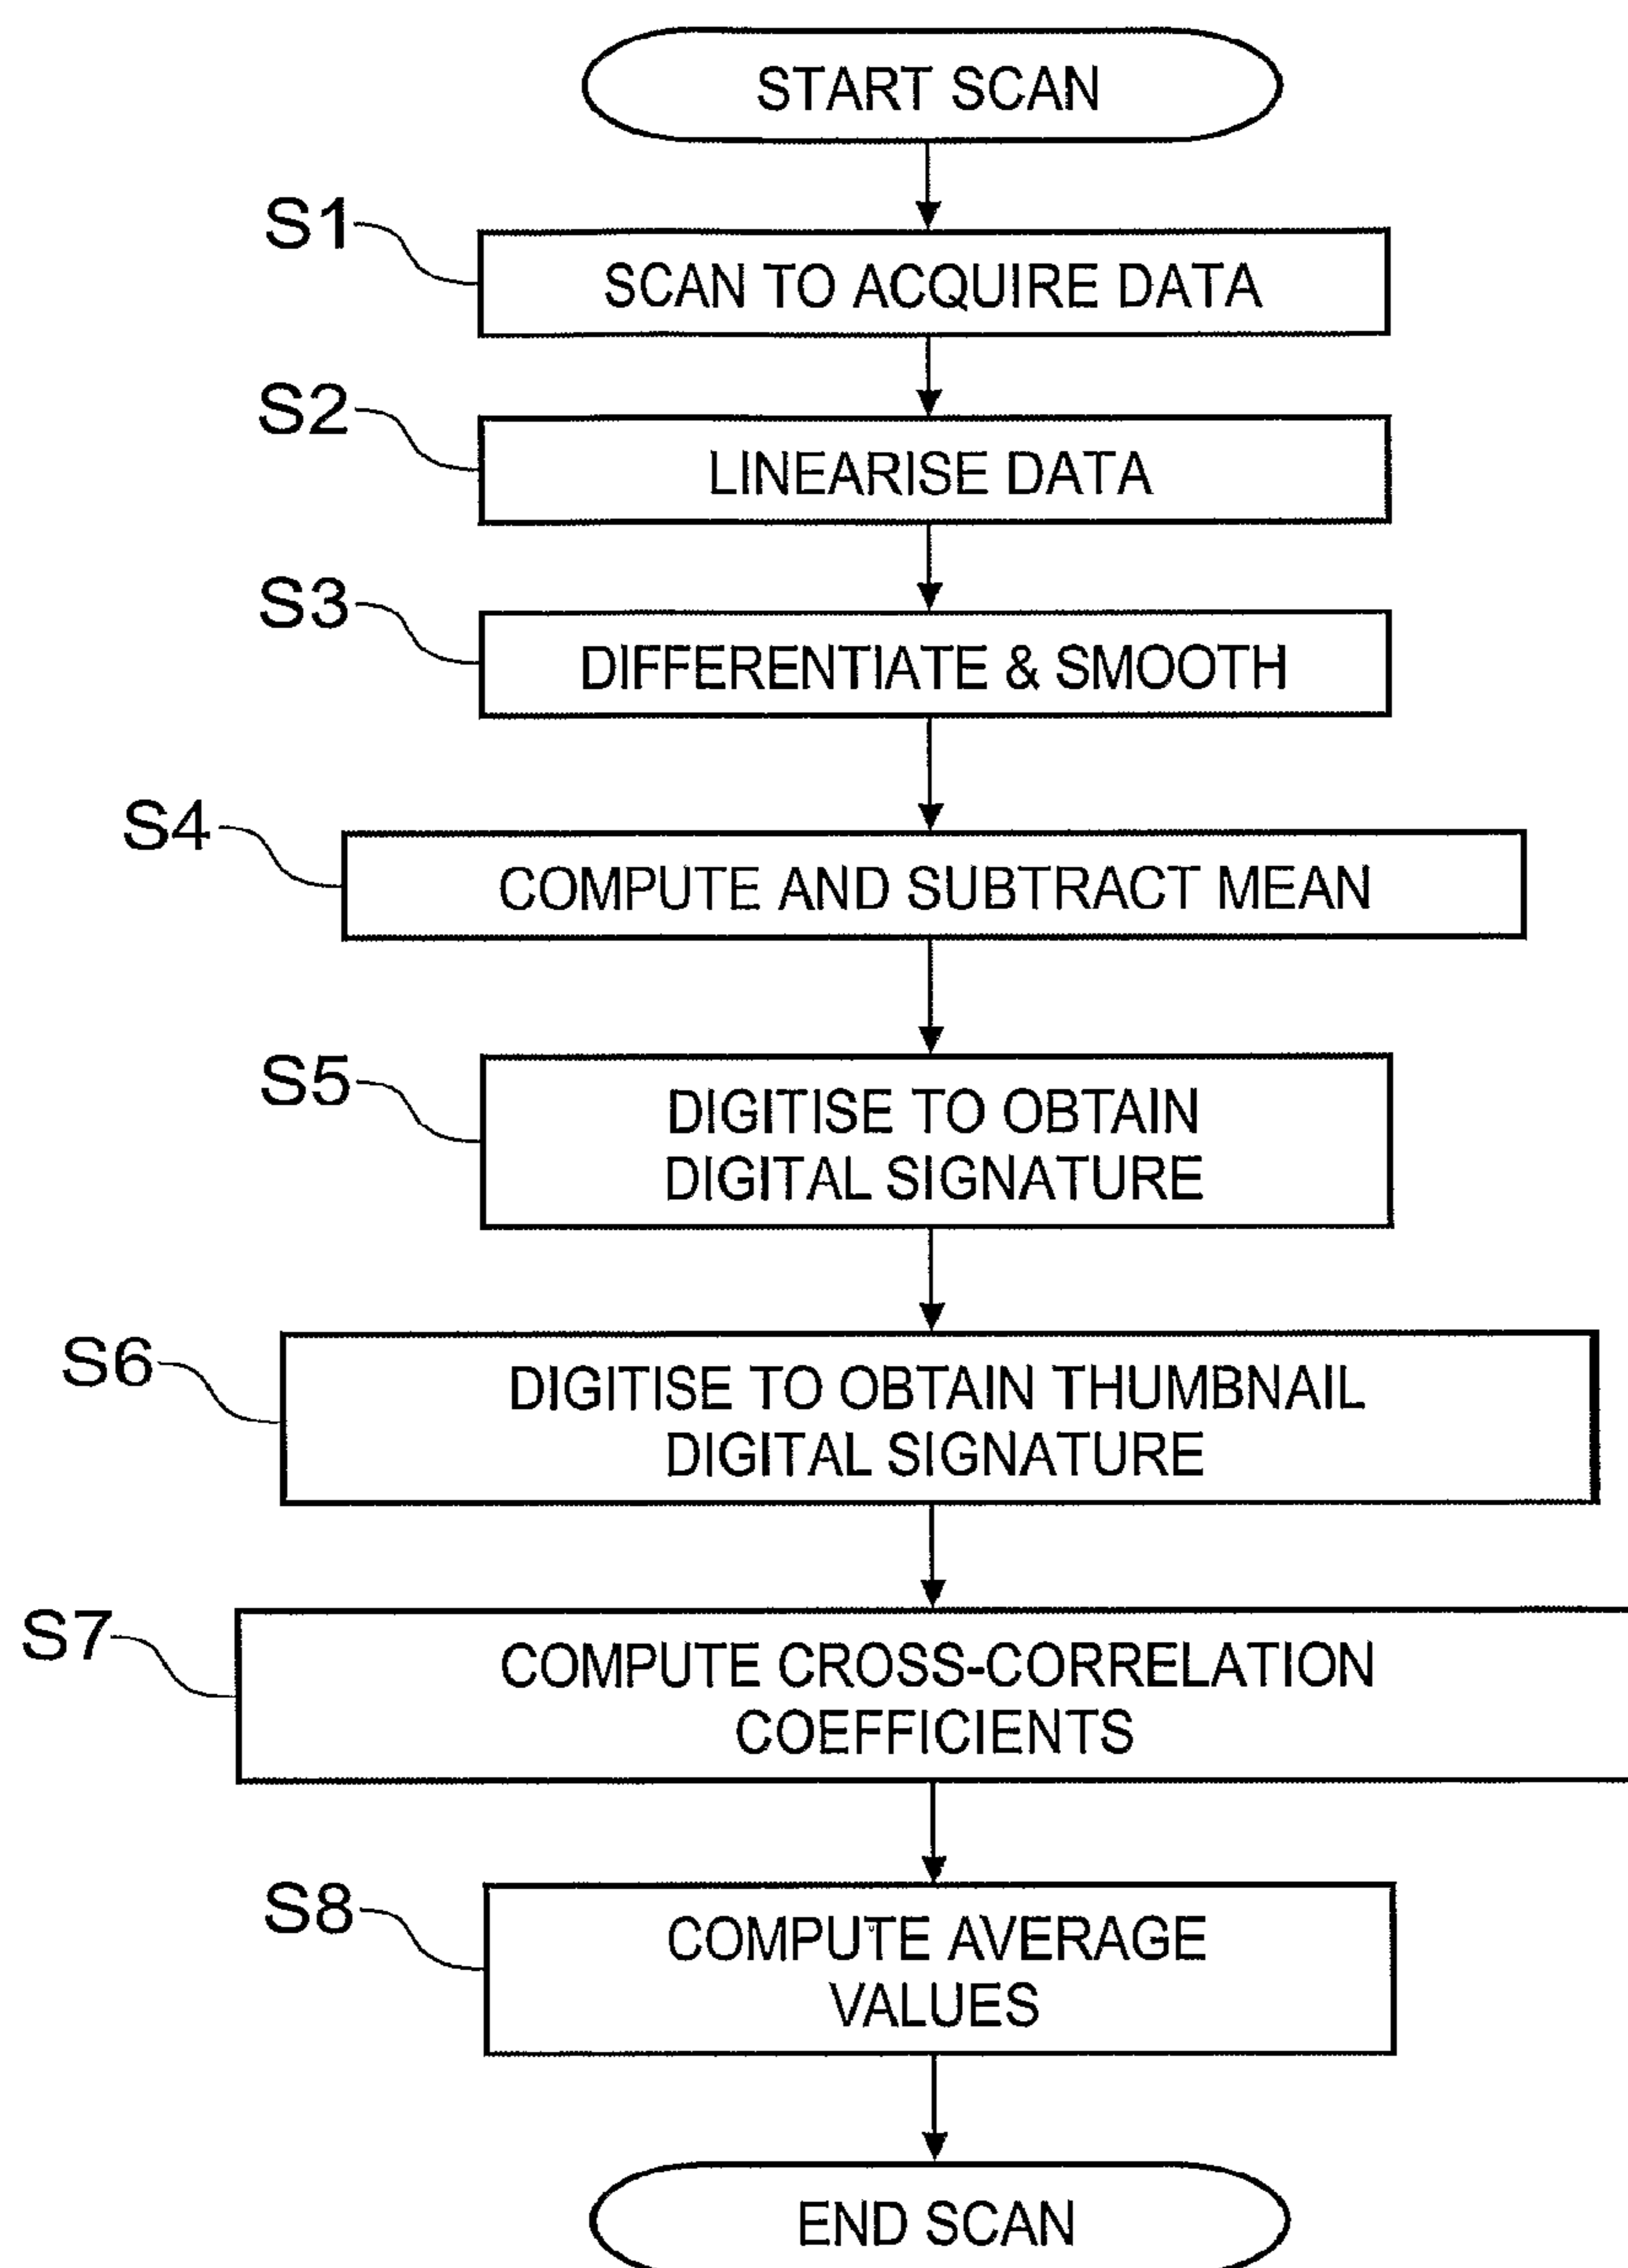 START SCAN
S1
SCAN TO ACQUIRE DATA
S2
LINEARISE DATA
S3
DIFFERENTIATE & SMOOTH
S4
COMPUTE AND SUBTRACT MEAN
S5
DIGITISE TO OBTAIN
DIGITAL SIGNATURE
S6
DIGITISE TO OBTAIN THUMBNAIL
DIGITAL SIGNATURE
S7
COMPUTE CROSS-CORRELATION
COEFFICIENTS
S8
COMPUTE AVERAGE
VALUES
END SCAN